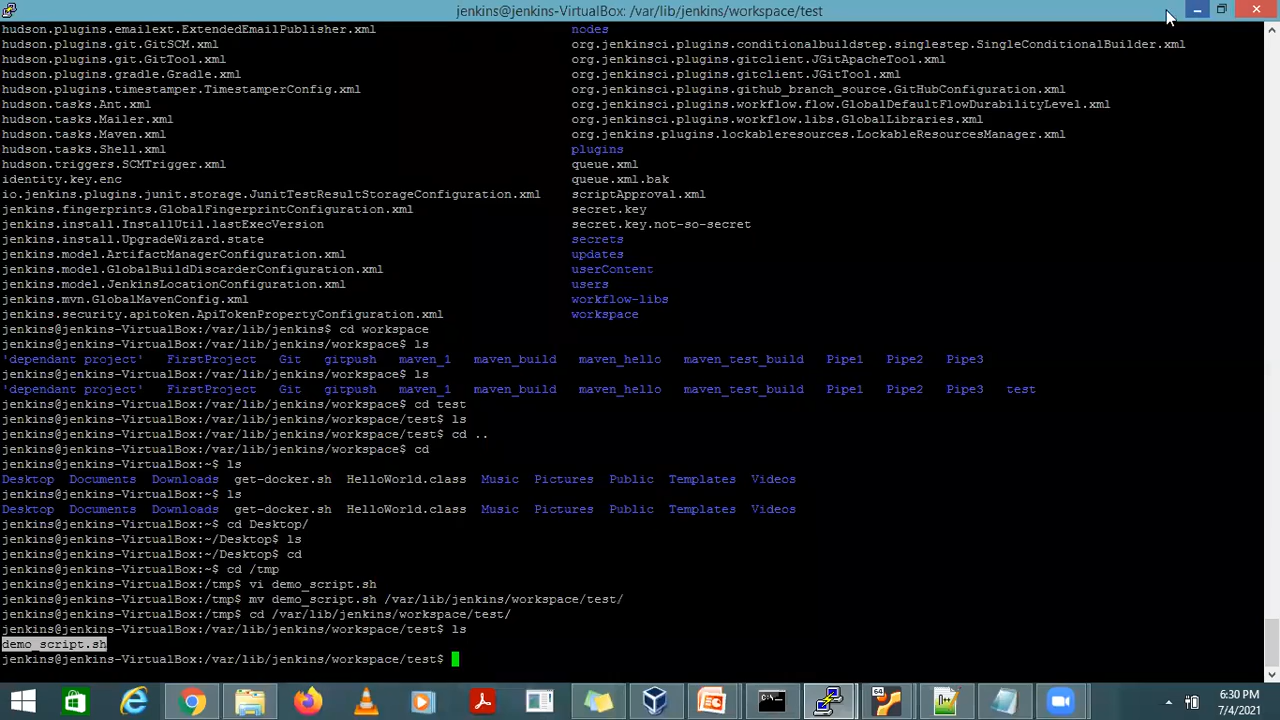 jenkins@jenkins-VirtualBox: /var/lib/jenkins/workspace/test
hudson.plugins.emailext.ExtendedEmailPublisher.xml nodes
hudson.plugins.git.GitSCM.xml org.jenkinsci.plugins.conditionalbuildstep.singlestep.SingleConditionalBuilder.xml
hudson.plugins.git.GitTool.xml org.jenkinsci.plugins.gitclient.JGitApacheTool.xml
hudson.plugins.gradle.Gradle.xml org.jenkinsci.plugins.gitclient.JGitTool.xml
hudson.plugins.timestamper.TimestamperConfig.xml org.jenkinsci.plugins.github_branch_source.GitHubConfiguration.xml
hudson.tasks.Ant.xml org.jenkinsci.plugins.workflow.flow.GlobalDefaultFlowDurabilityLevel.xml
hudson.tasks.Mailer.xml org.jenkinsci.plugins.workflow.libs.GlobalLibraries.xml
hudson.tasks.Maven.xml org.jenkins.plugins.lockableresources.LockableResourcesManager.xml
hudson.tasks.Shell.xml plugins
hudson.triggers.SCMTrigger.xml queue.xml
identity.key.enc queue.xml.bak
io.jenkins.plugins.junit.storage.JunitTestResultStorageConfiguration.xml scriptApproval.xml
jenkins.fingerprints.GlobalFingerprintConfiguration.xml secret.key
jenkins.install.InstallUtil.lastExecVersion secret.key.not-so-secret
jenkins.install.UpgradeWizard.state secrets
jenkins.model.ArtifactManagerConfiguration.xml updates
jenkins.model.GlobalBuildDiscarderConfiguration.xml userContent
jenkins.model.JenkinsLocationConfiguration.xml users
jenkins.mvn.GlobalMavenConfig.xml workflow-libs
jenkins.security.apitoken.ApiTokenPropertyConfiguration.xml workspace
jenkins@jenkins-VirtualBox:/var/lib/jenkins$ cd workspace
jenkins@jenkins-VirtualBox:/var/lib/jenkins/workspace$ ls
'dependant project' FirstProject Git gitpush maven_1 maven_build maven_hello maven_test_build Pipe1 Pipe2 Pipe3
jenkins@jenkins-VirtualBox:/var/lib/jenkins/workspace$ ls
'dependant project' FirstProject Git gitpush maven_1 maven_build maven_hello maven_test_build Pipe1 Pipe2 Pipe3 test
jenkins@jenkins-VirtualBox:/var/lib/jenkins/workspace$ cd test
jenkins@jenkins-VirtualBox:/var/lib/jenkins/workspace/test$ ls
jenkins@jenkins-VirtualBox:/var/lib/jenkins/workspace/test$ cd ..
jenkins@jenkins-VirtualBox:/var/lib/jenkins/workspace$ cd
jenkins@jenkins-VirtualBox:~$ ls
Desktop Documents Downloads get-docker.sh HelloWorld.class Music Pictures Public Templates Videos
jenkins@jenkins-VirtualBox:~$ ls
Desktop Documents Downloads get-docker.sh HelloWorld.class Music Pictures Public Templates Videos
jenkins@jenkins-VirtualBox:~$ cd Desktop/
jenkins@jenkins-VirtualBox:~/Desktop$ ls
jenkins@jenkins-VirtualBox:~/Desktop$ cd
jenkins@jenkins-VirtualBox:~$ cd /tmp
jenkins@jenkins-VirtualBox:/tmp$ vi demo_script.sh
jenkins@jenkins-VirtualBox:/tmp$ mv demo_script.sh /var/lib/jenkins/workspace/test/
jenkins@jenkins-VirtualBox:/tmp$ cd /var/lib/jenkins/workspace/test/
jenkins@jenkins-VirtualBox:/var/lib/jenkins/workspace/test$ ls
demo_script.sh
jenkins@jenkins-VirtualBox:/var/lib/jenkins/workspace/test$
6:30 PM
7/4/2021